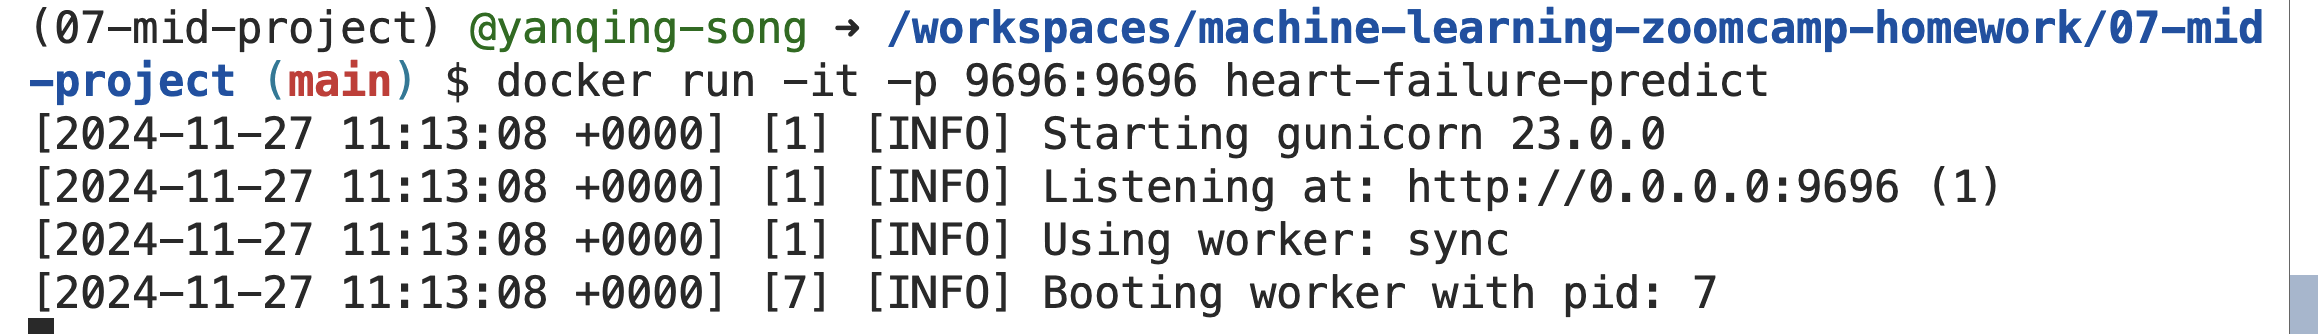 (07-mid-project) @yanqing-song → /workspaces/machine-learning-zoomcamp-homework/07-mid
-project (main) $ docker run -it -p 9696:9696 heart-failure-predict
[2024-11-27 11:13:08 +0000] [1] [INFO] Starting gunicorn 23.0.0
[2024-11-27 11:13:08 +0000] [1] [INFO] Listening at: http://0.0.0.0:9696 (1)
[2024-11-27 11:13:08 +0000] [1] [INFO] Using worker: sync
[2024-11-27 11:13:08 +0000] [7] [INFO] Booting worker with pid: 7